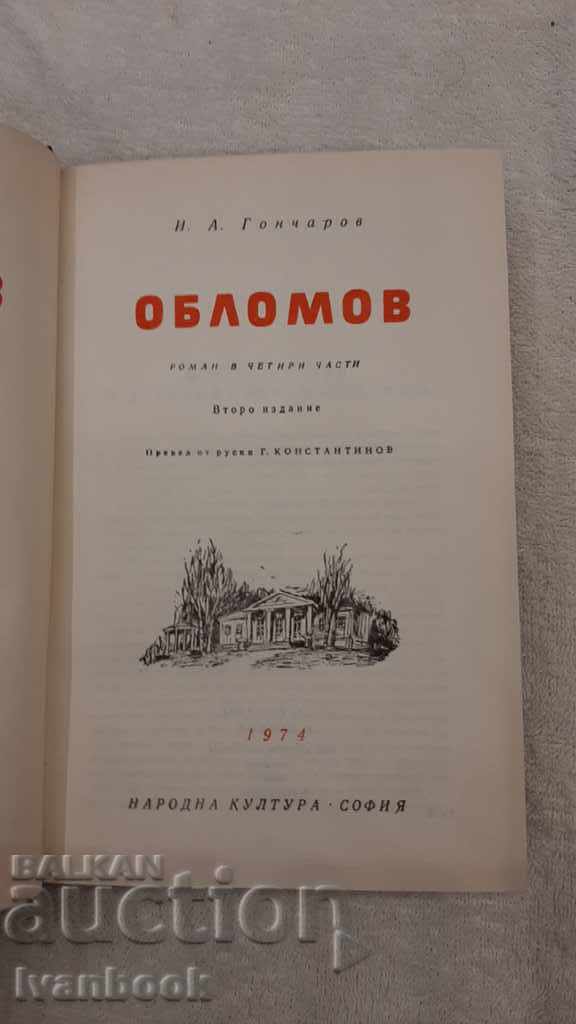 И. А. Гончаров
ОБЛОМОВ
РОМАН В ЧЕТИРИ ЧАСТИ
Второ издание
Превел от руски Г. КОНСТАНТИНОВ
1974
НАРОДНА КУЛТУРА · СОФИЯ
BALKAN
auction
Ivanbook
В